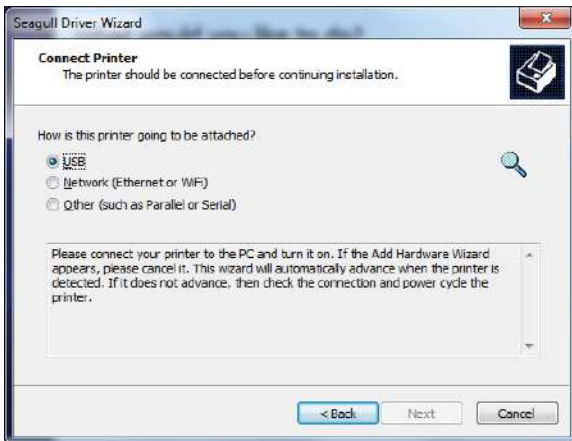 Seagull Driver Wizard
Connect Printer
The printer should be connected before continuing installation.
How is this printer going to be attached?
USB
Network (Ethernet or WiFi)
Other (such as Parallel or Serial)
Please connect your printer to the PC and turn it on. If the Add Hardware Wizard
appears, please cancel it. This wizard will automatically advance when the printer is
detected. If it does not advance, then check the connection and power cycle the
printer.
< Back
Next
Cancel